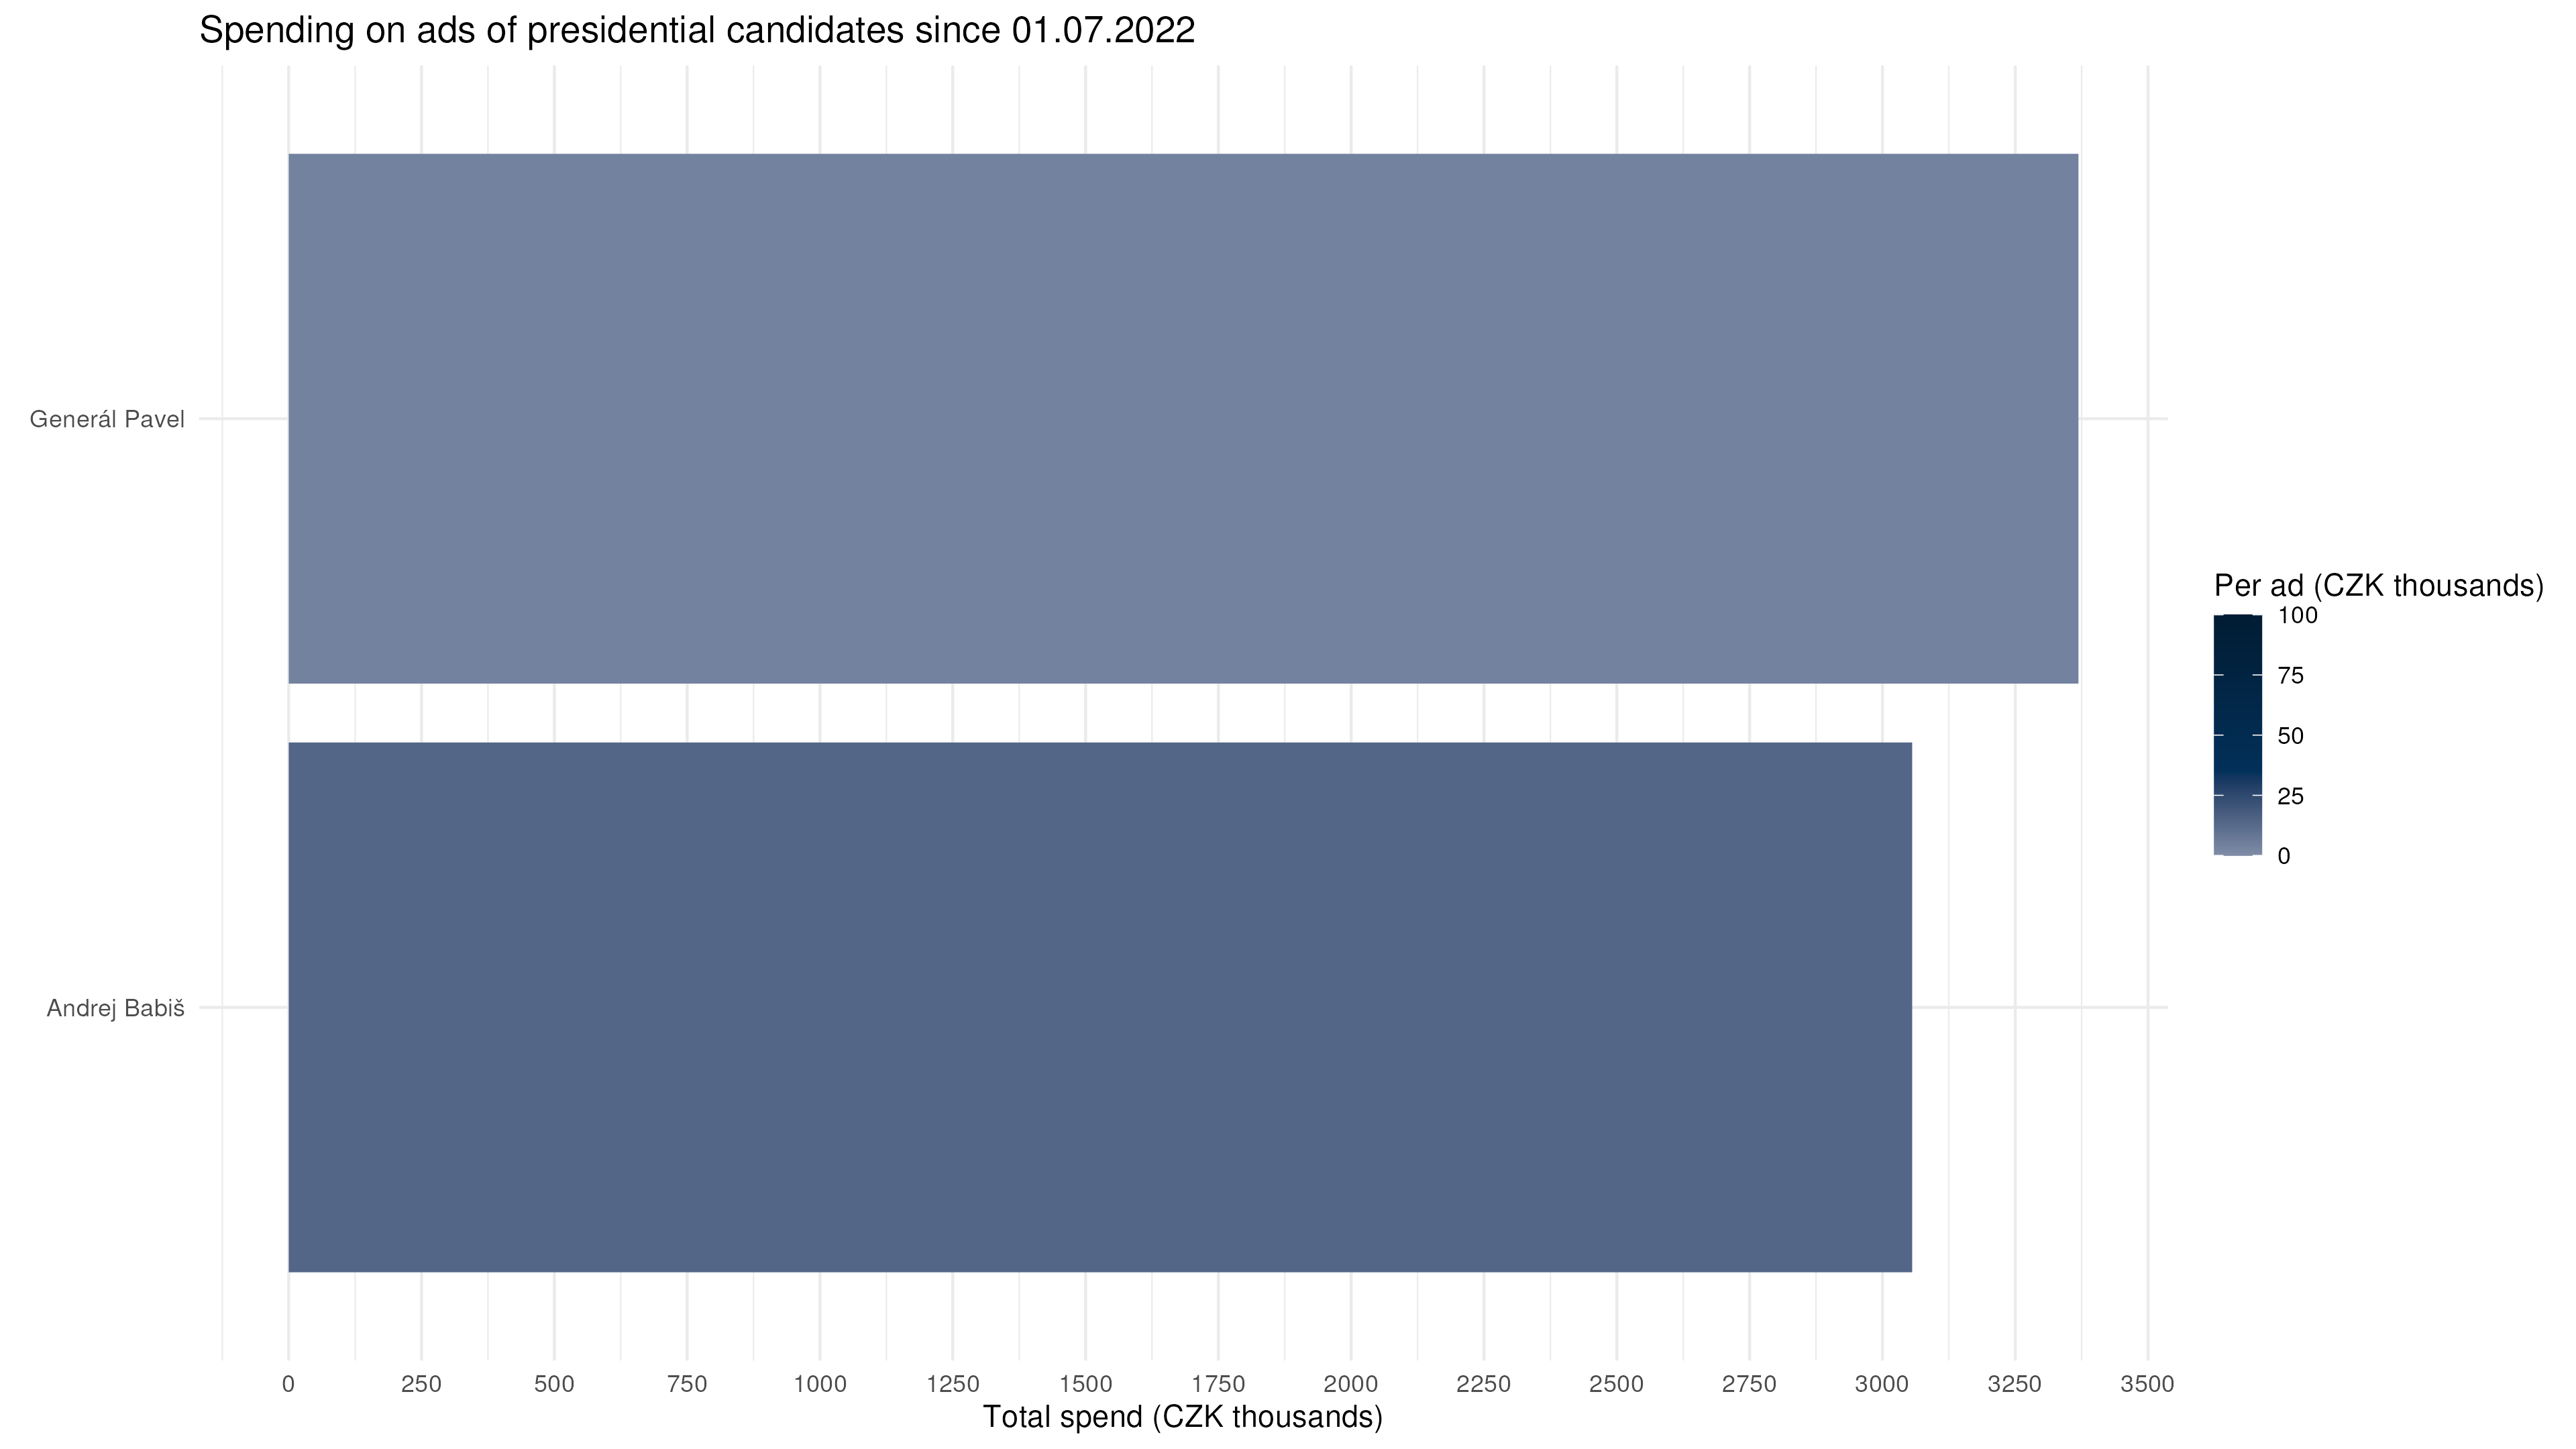 Spending on ads of presidential candidates since 01.07.2022
Generál Pavel
Andrej Babiš
0 250 500 750 1000 1250 1500 1750 2000 2250 2500 2750 3000 3250 3500
Total spend (CZK thousands)
Per ad (CZK thousands)
100
75
50
25
0